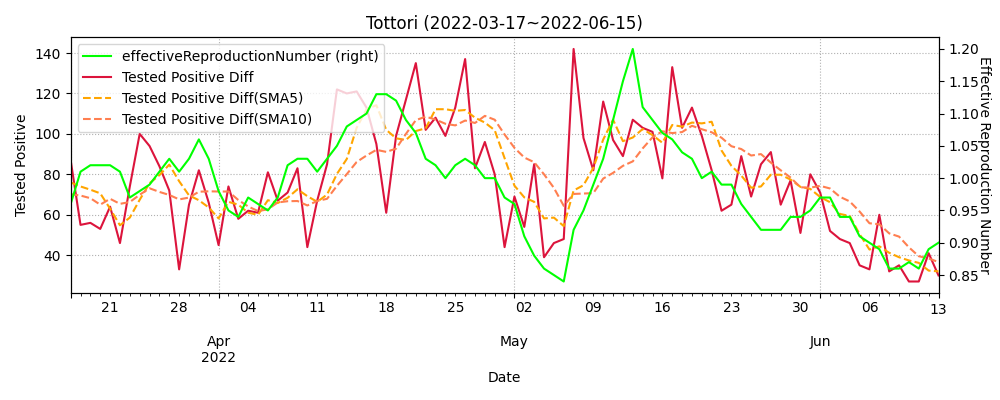 Tottori (2022-03-17~2022-06-15)
effectiveReproductionNumber (right)
Tested Positive Diff
Tested Positive Diff(SMA5)
Tested Positive Diff(SMA10)
Tested Positive
140
120
100
80
60
40
1.20
1.15
1.10
1.05
1.00
0.95
0.90
0.85
Effective Reproduction Number
21 28 04 11 18 25 02 09 16 23 30 06 13
Apr May Jun
2022
Date